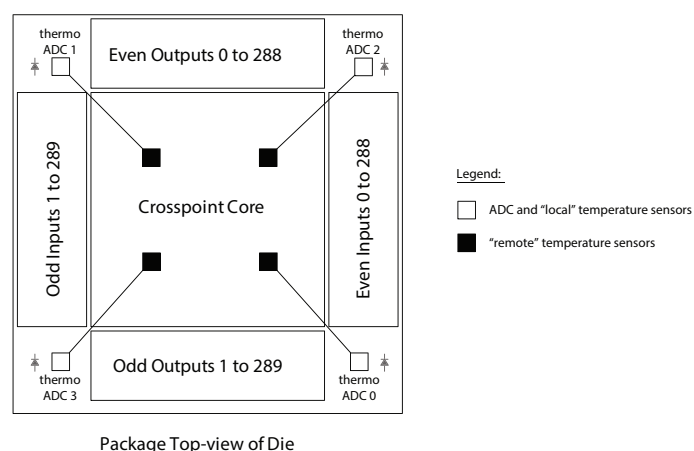 thermo
ADC 1
Even Outputs 0 to 288
thermo
ADC 2
Odd Inputs 1 to 289
Crosspoint Core
Even Inputs 0 to 288
Legend:
ADC and “local” temperature sensors
“remote” temperature sensors
thermo
ADC 3
Odd Outputs 1 to 289
thermo
ADC 0
Package Top-view of Die